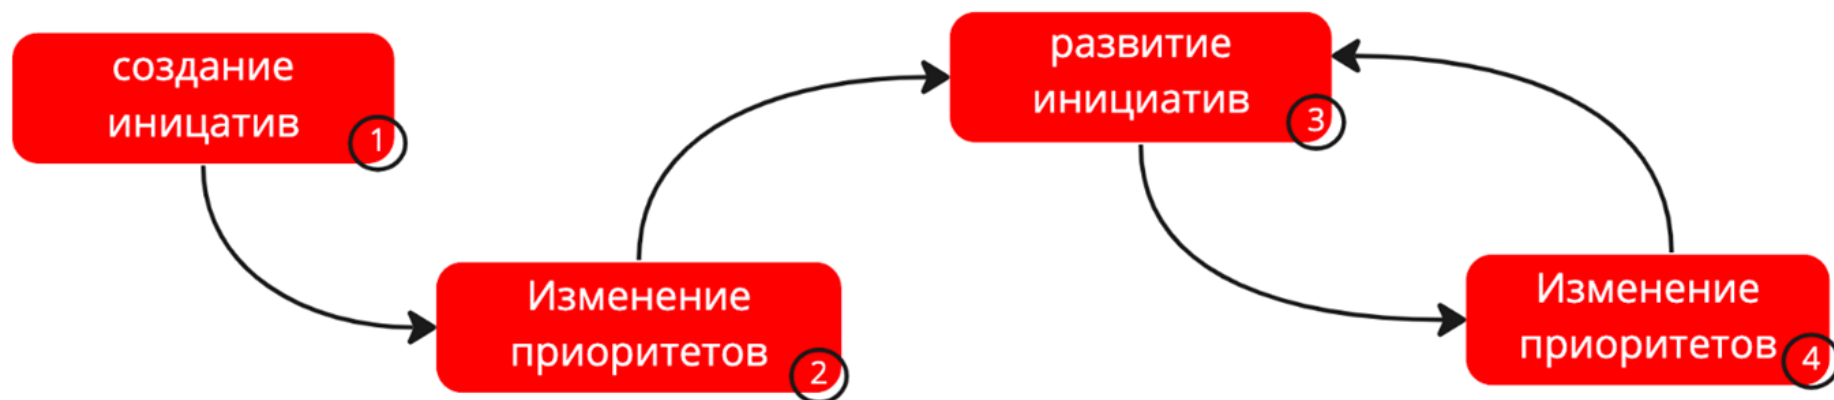 создание
иницатив
1
Изменение
приоритетов
2
развитие
инициатив
3
Изменение
приоритетов
4